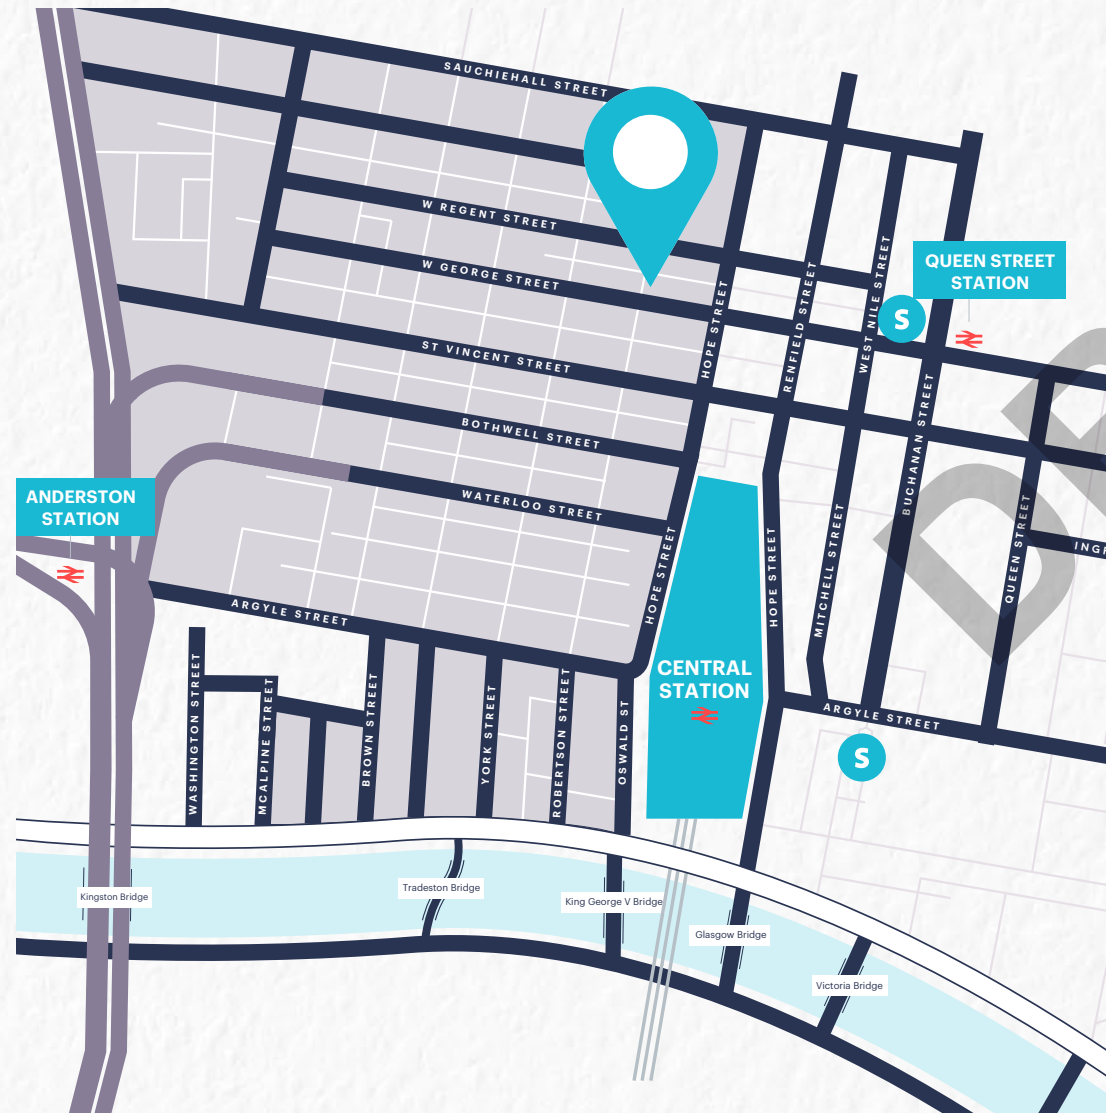 SAUCHIEHALL STREET
W REGENT STREET
W GEORGE STREET
QUEEN STREET
STATION
S
HOPE STREET
RENFIELD STREET
WEST NILE STREET
ST VINCENT STREET
BUCHANAN STREET
BOTHWELL STREET
ANDERSTON
STATION
WATERLOO STREET
HOPE STREET
HOPE STREET
MITCHELL STREET
QUEEN STREET
INGR
DR
ARGYLE STREET
CENTRAL
STATION
ARGYLE STREET
S
WASHINGTON STREET
MCALPINE STREET
BROWN STREET
YORK STREET
ROBERTSON STREET
OSWALD ST
Kingston Bridge
Tradeston Bridge
King George V Bridge
Glasgow Bridge
Victoria Bridge